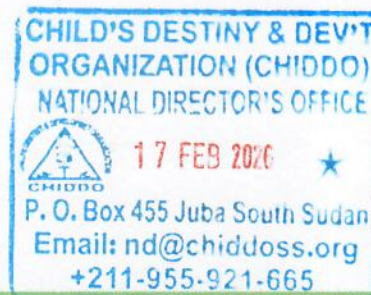 CHILD'S DESTINY & DEV'T
ORGANIZATION (CHIDDO)
NATIONAL DIRECTOR'S OFFICE
17 FEB 2026
CHIDDO
P. O. Box 455 Juba South Sudan
Email: nd@chiddoss.org
+211-955-921-665